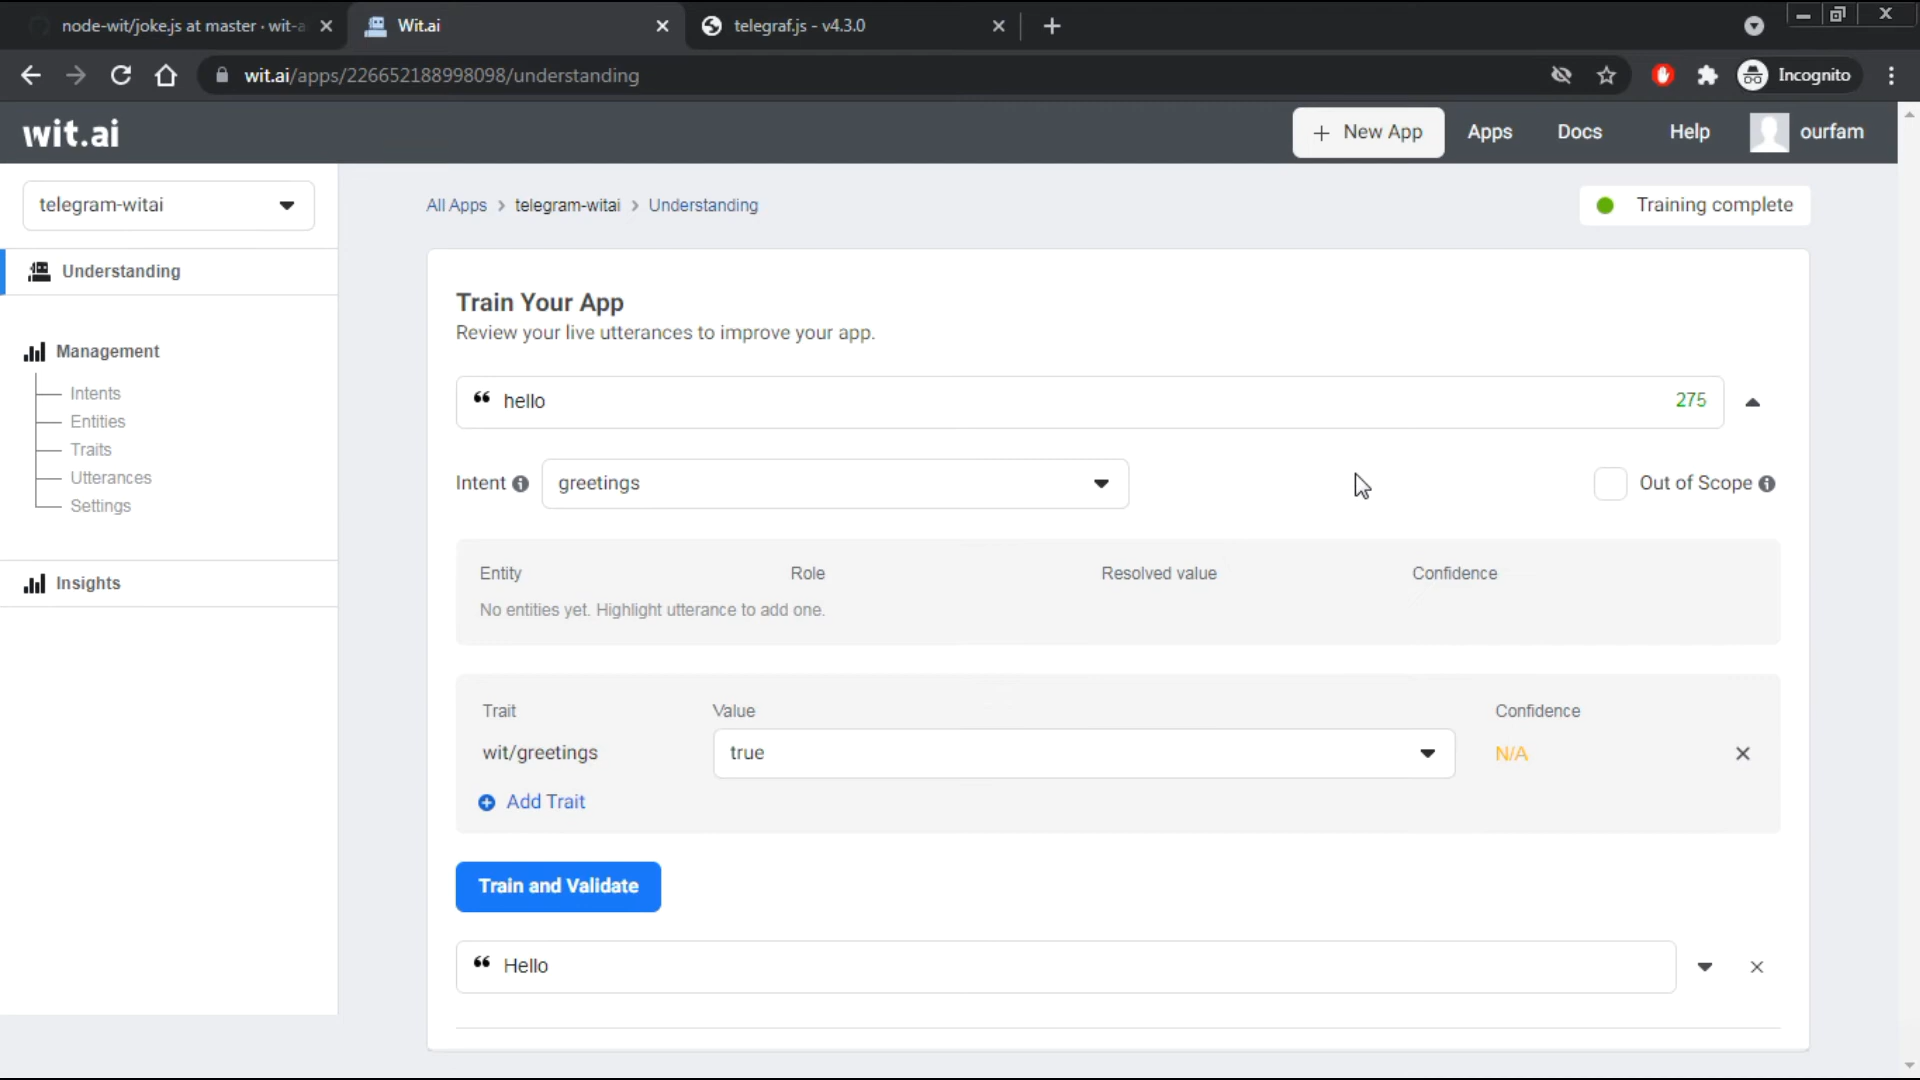 node-wit/joke.js at master · wit-a
Wit.ai
telegraf.js - v4.3.0
wit.ai/apps/226652188998098/understanding
Incognito
wit.ai
New App
Apps
Docs
Help
ourfam
telegram-witai
All Apps > telegram-witai > Understanding
Training complete
Understanding
Management
Intents
Entities
Traits
Utterances
Settings
Insights
Train Your App
Review your live utterances to improve your app.
“ hello
275
Intent
greetings
Out of Scope
Entity Role Resolved value Confidence
No entities yet. Highlight utterance to add one.
Trait Value Confidence
wit/greetings true N/A
Add Trait
Train and Validate
“ Hello